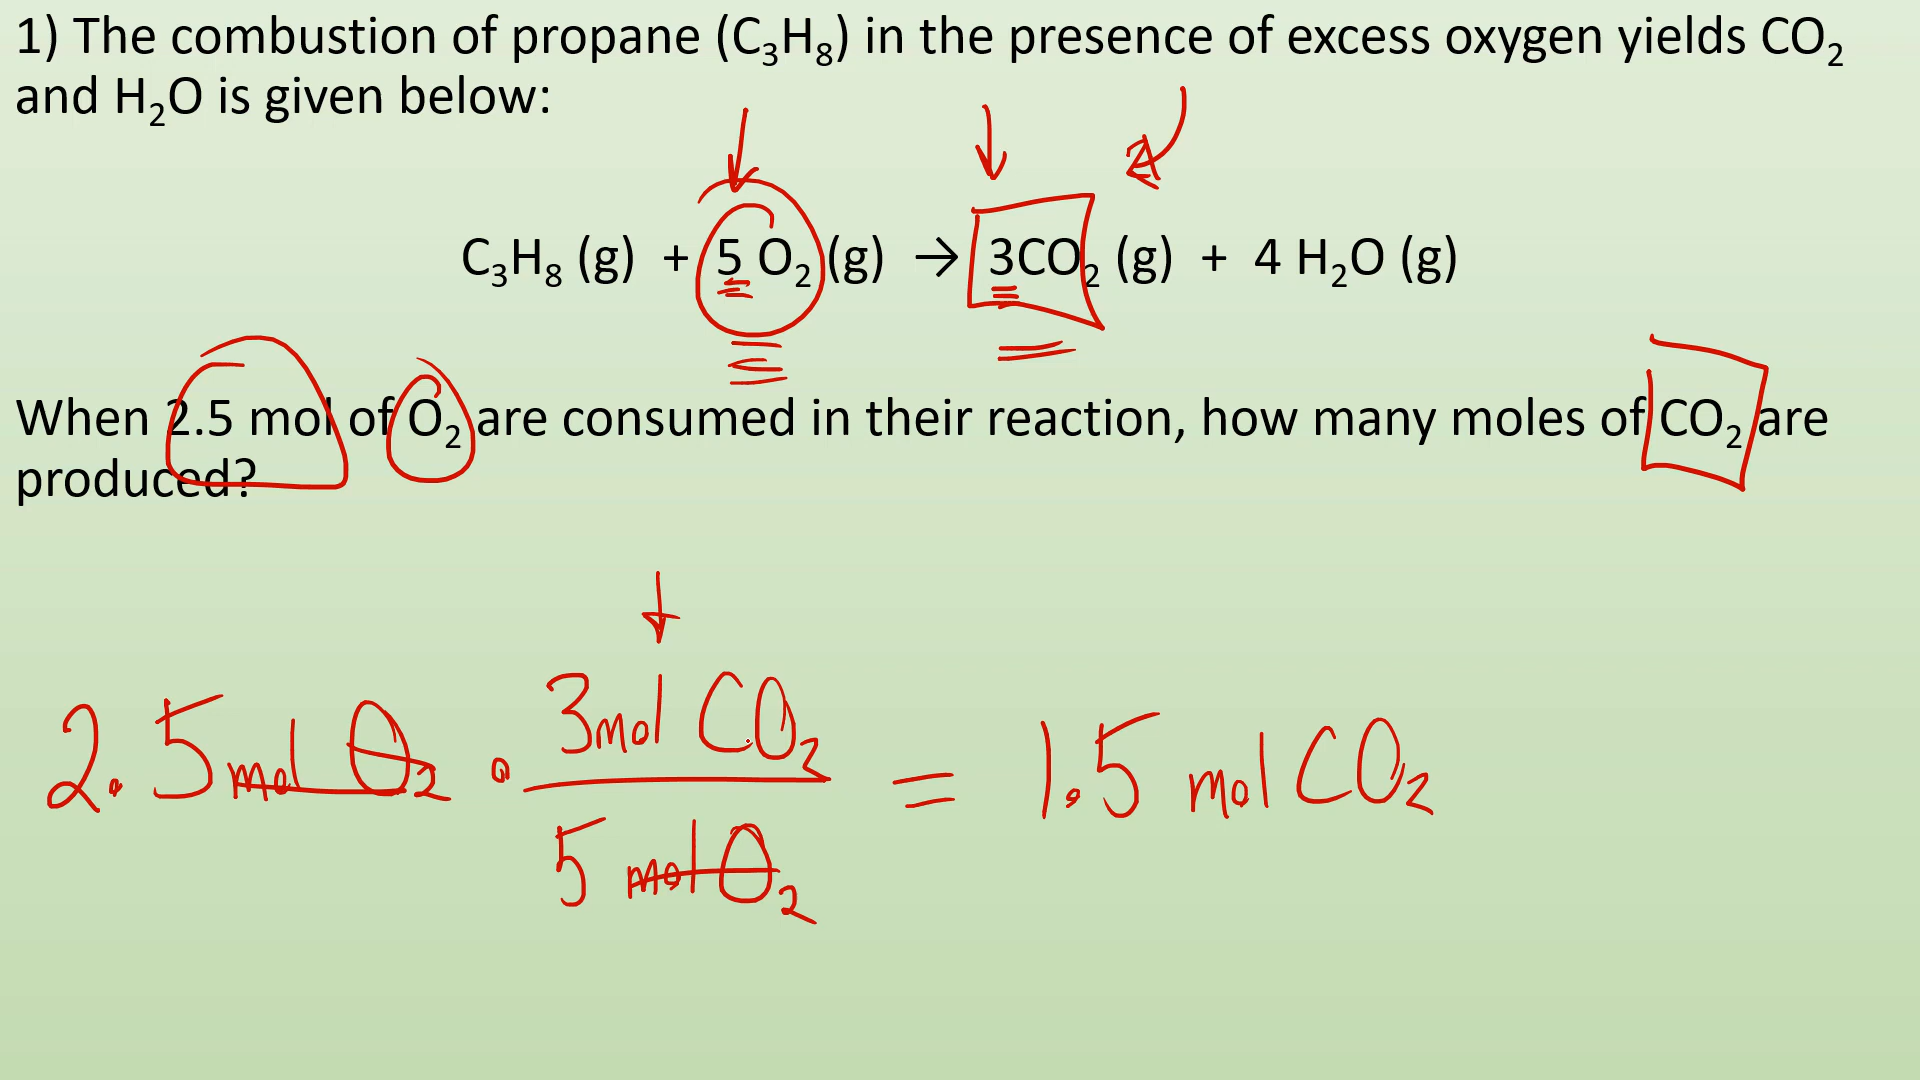 1) The combustion of propane (C₃H₈) in the presence of excess oxygen yields CO₂
and H₂O is given below:
C₃H₈ (g) + 5 O₂ (g) → 3CO₂ (g) + 4 H₂O (g)
When 2.5 mol of O₂ are consumed in their reaction, how many moles of CO₂ are
produced?
3 mol CO₂
2.5 mol O₂ · = 1.5 mol CO₂
5 mol O₂